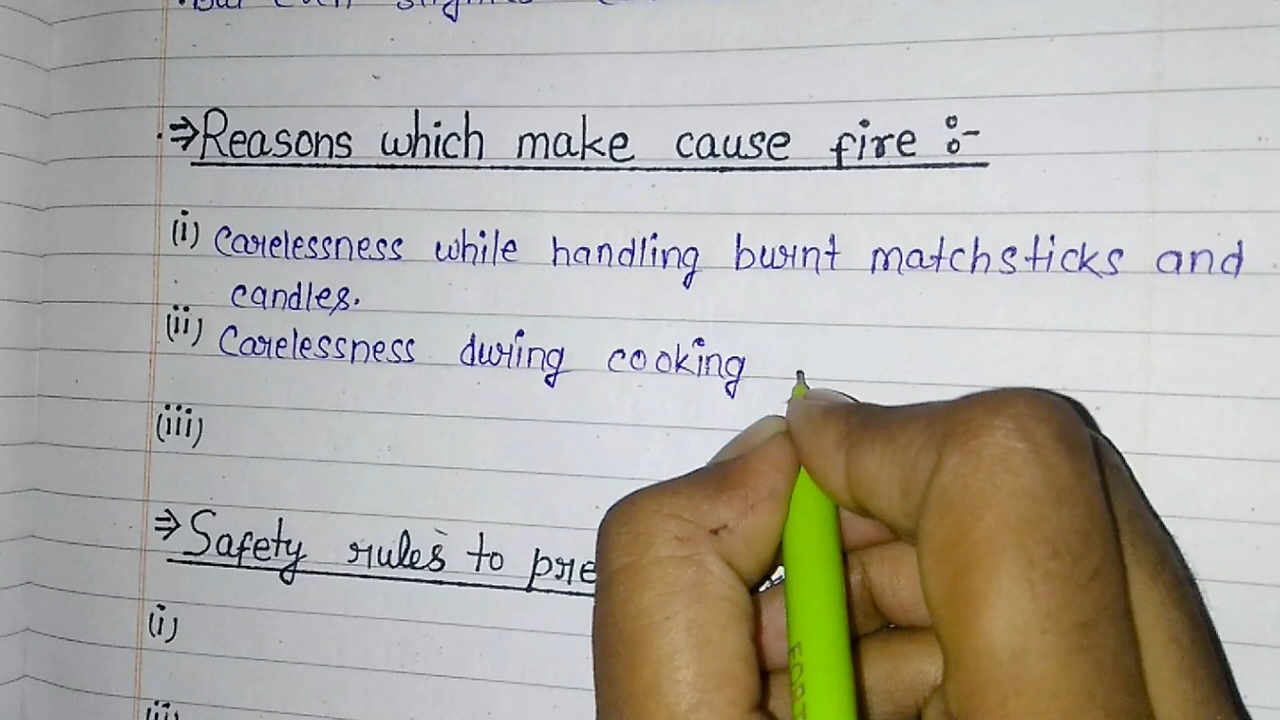 ⇒ Reasons which make cause fire :-
(i) Carelessness while handling burnt matchsticks and
candles.
(ii) Carelessness during cooking
(iii)
⇒ Safety rules to pre
(i)